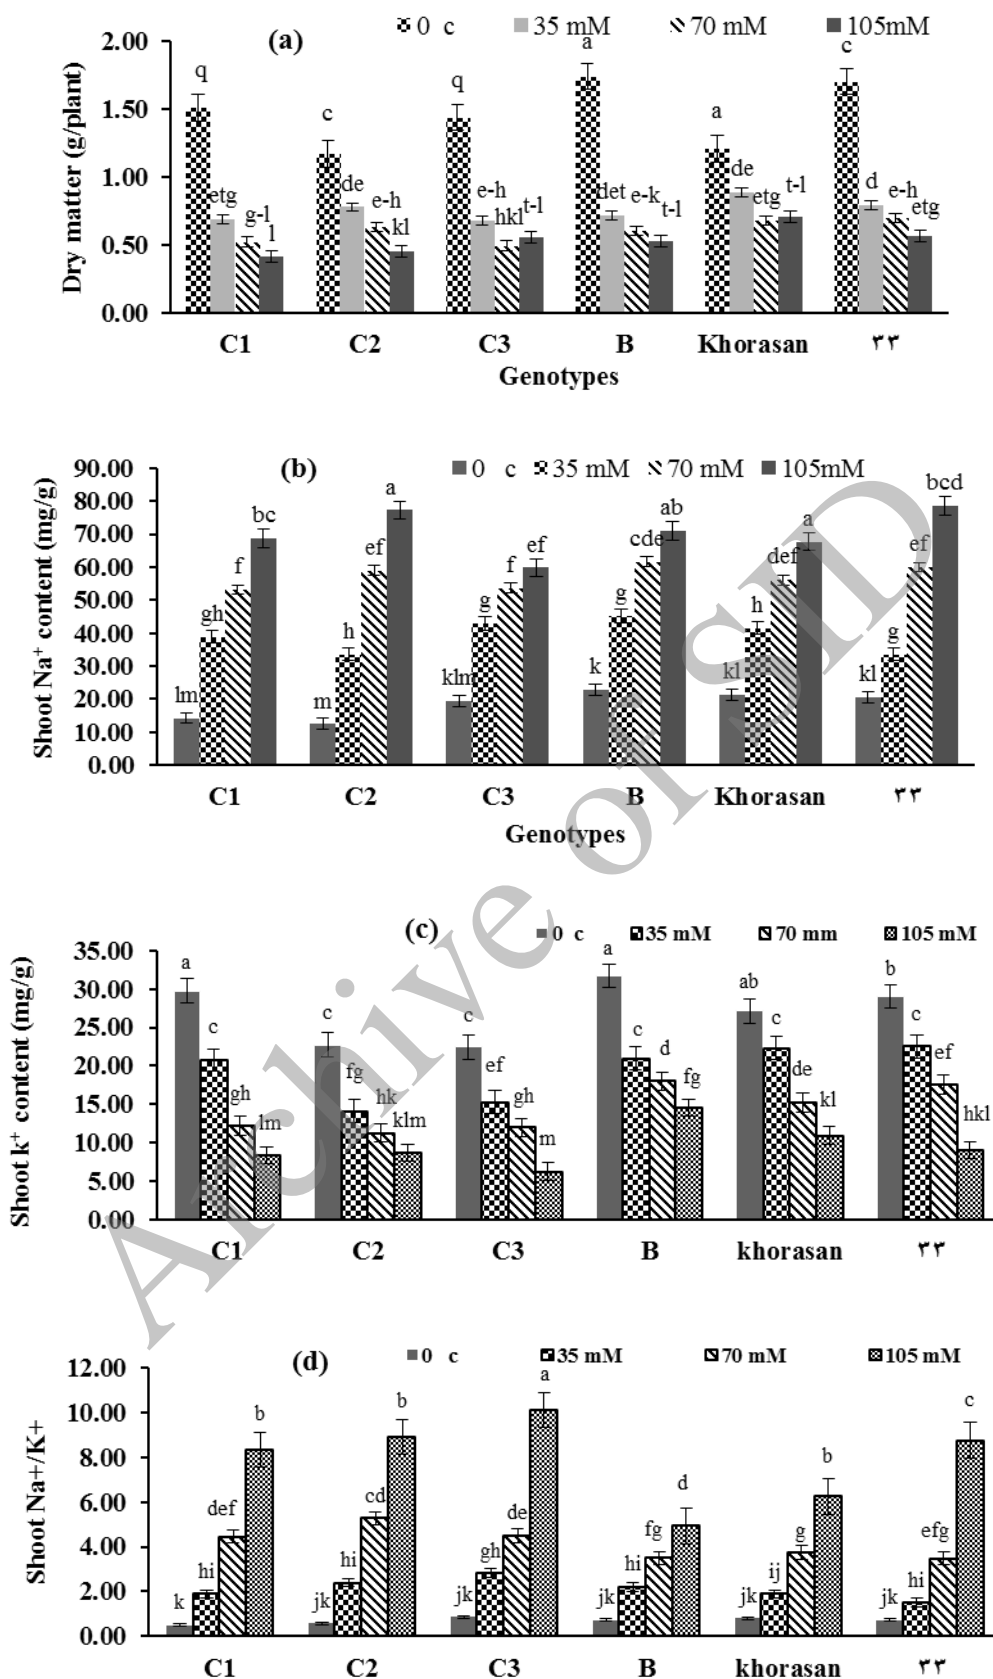 (a)
0 c 35 mM 70 mM 105mM
Dry matter (g/plant)
2.00
1.50
1.00
0.50
0.00
q etg g-l l
c de e-h kl
q e-h hkl t-l
a det e-k t-l
a de etg t-l
c d e-h etg
C1 C2 C3 B Khorasan ۳۳
Genotypes
(b)
0 c 35 mM 70 mM 105mM
Shoot Na⁺ content (mg/g)
90.00
80.00
70.00
60.00
50.00
40.00
30.00
20.00
10.00
0.00
lm gh f bc
m h ef a
klm g f ef
k g cde ab
kl h def a
kl g ef bcd
C1 C2 C3 B Khorasan ۳۳
Genotypes
(c)
0 c 35 mM 70 mm 105 mM
Shoot k⁺ content (mg/g)
35.00
30.00
25.00
20.00
15.00
10.00
5.00
0.00
a c gh lm
c fg hk klm
c ef gh m
a c d fg
ab c de kl
b c ef hkl
C1 C2 C3 B khorasan ۳۳
(d)
0 c 35 mM 70 mM 105 mM
Shoot Na+/K+
12.00
10.00
8.00
6.00
4.00
2.00
0.00
k hi def b
jk hi cd b
jk gh de a
jk hi fg d
jk ij g b
jk hi efg c
C1 C2 C3 B khorasan ۳۳
Archive of SID